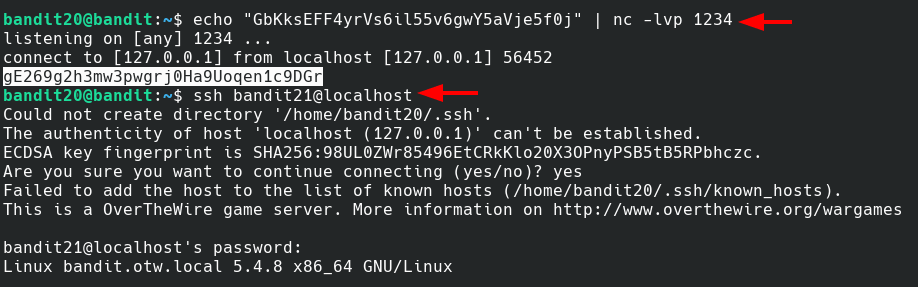 bandit20@bandit:~$ echo "GbKksEFF4yrVs6il55v6gwY5aVje5f0j" | nc -lvp 1234
listening on [any] 1234 ...
connect to [127.0.0.1] from localhost [127.0.0.1] 56452
gE269g2h3mw3pwgrj0Ha9Uoqen1c9DGr
bandit20@bandit:~$ ssh bandit21@localhost
Could not create directory '/home/bandit20/.ssh'.
The authenticity of host 'localhost (127.0.0.1)' can't be established.
ECDSA key fingerprint is SHA256:98UL0ZWr85496EtCRkKlo20X3OPnyPSB5tB5RPbhczc.
Are you sure you want to continue connecting (yes/no)? yes
Failed to add the host to the list of known hosts (/home/bandit20/.ssh/known_hosts).
This is a OverTheWire game server. More information on http://www.overthewire.org/wargames
bandit21@localhost's password:
Linux bandit.otw.local 5.4.8 x86_64 GNU/Linux